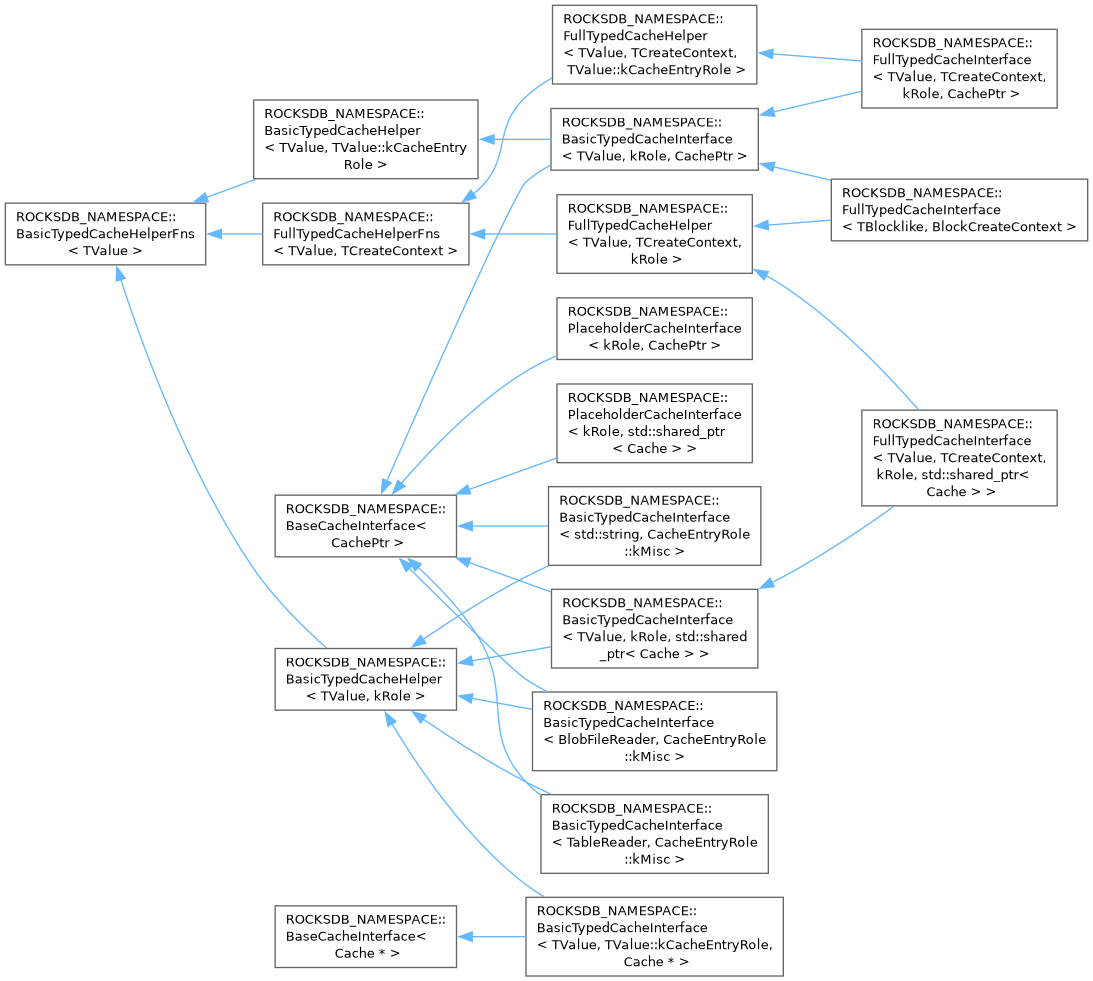 ROCKSDB_NAMESPACE::
BasicTypedCacheHelperFns
< TValue >
ROCKSDB_NAMESPACE::
BasicTypedCacheHelper
< TValue, TValue::kCacheEntry
Role >
ROCKSDB_NAMESPACE::
FullTypedCacheHelperFns
< TValue, TCreateContext >
ROCKSDB_NAMESPACE::
BaseCacheInterface<
CachePtr >
ROCKSDB_NAMESPACE::
BasicTypedCacheHelper
< TValue, kRole >
ROCKSDB_NAMESPACE::
BaseCacheInterface<
Cache * >
ROCKSDB_NAMESPACE::
FullTypedCacheHelper
< TValue, TCreateContext,
TValue::kCacheEntryRole >
ROCKSDB_NAMESPACE::
BasicTypedCacheInterface
< TValue, kRole, CachePtr >
ROCKSDB_NAMESPACE::
FullTypedCacheHelper
< TValue, TCreateContext,
kRole >
ROCKSDB_NAMESPACE::
PlaceholderCacheInterface
< kRole, CachePtr >
ROCKSDB_NAMESPACE::
PlaceholderCacheInterface
< kRole, std::shared_ptr
< Cache > >
ROCKSDB_NAMESPACE::
BasicTypedCacheInterface
< std::string, CacheEntryRole
::kMisc >
ROCKSDB_NAMESPACE::
BasicTypedCacheInterface
< TValue, kRole, std::shared
_ptr< Cache > >
ROCKSDB_NAMESPACE::
BasicTypedCacheInterface
< BlobFileReader, CacheEntryRole
::kMisc >
ROCKSDB_NAMESPACE::
BasicTypedCacheInterface
< TableReader, CacheEntryRole
::kMisc >
ROCKSDB_NAMESPACE::
BasicTypedCacheInterface
< TValue, TValue::kCacheEntryRole,
Cache * >
ROCKSDB_NAMESPACE::
FullTypedCacheInterface
< TValue, TCreateContext,
kRole, CachePtr >
ROCKSDB_NAMESPACE::
FullTypedCacheInterface
< TBlocklike, BlockCreateContext >
ROCKSDB_NAMESPACE::
FullTypedCacheInterface
< TValue, TCreateContext,
kRole, std::shared_ptr<
Cache > >